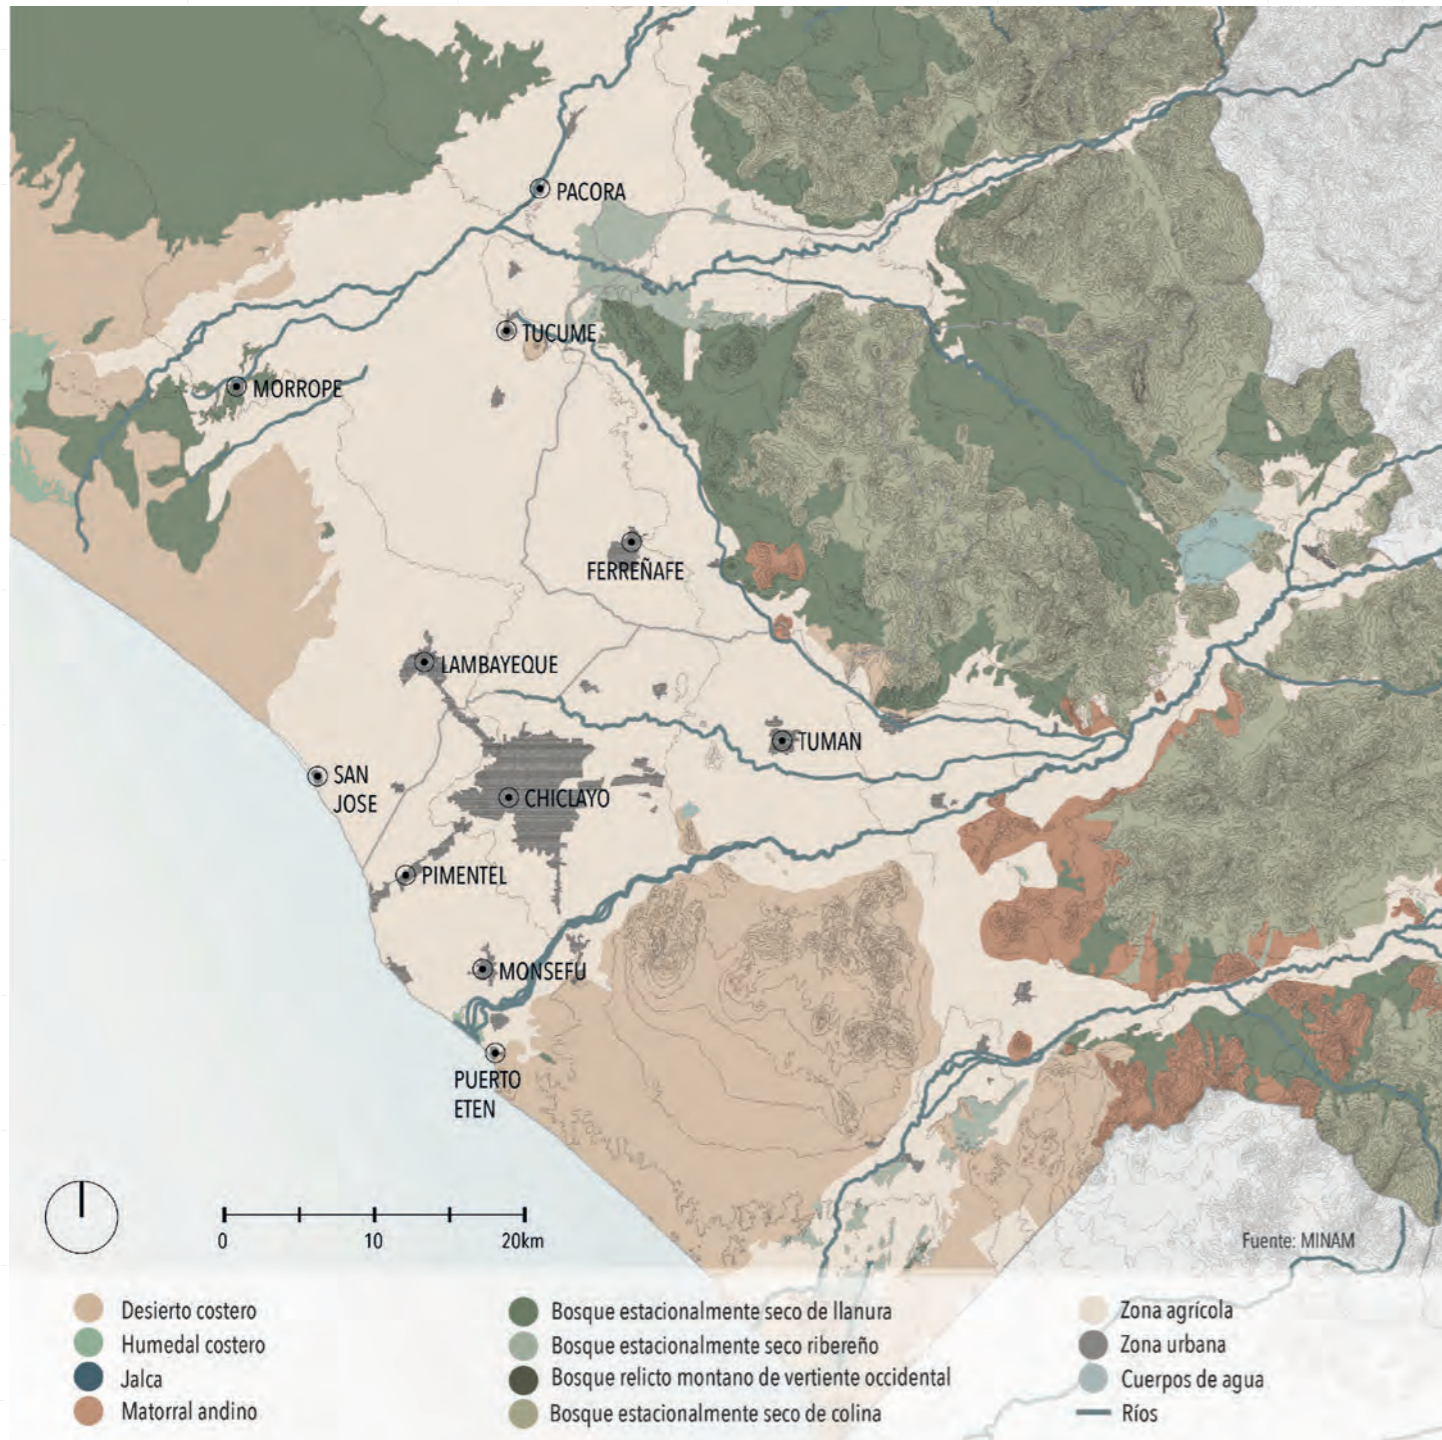 PACORA
TUCUME
MORROPE
FERREÑAFE
LAMBAYEQUE
TUMAN
SAN
JOSE
CHICLAYO
PIMENTEL
MONSEFU
PUERTO
ETEN
0 10 20km
Fuente: MINAM
Desierto costero
Humedal costero
Jalca
Matorral andino
Bosque estacionalmente seco de llanura
Bosque estacionalmente seco ribereño
Bosque relicto montano de vertiente occidental
Bosque estacionalmente seco de colina
Zona agrícola
Zona urbana
Cuerpos de agua
Ríos